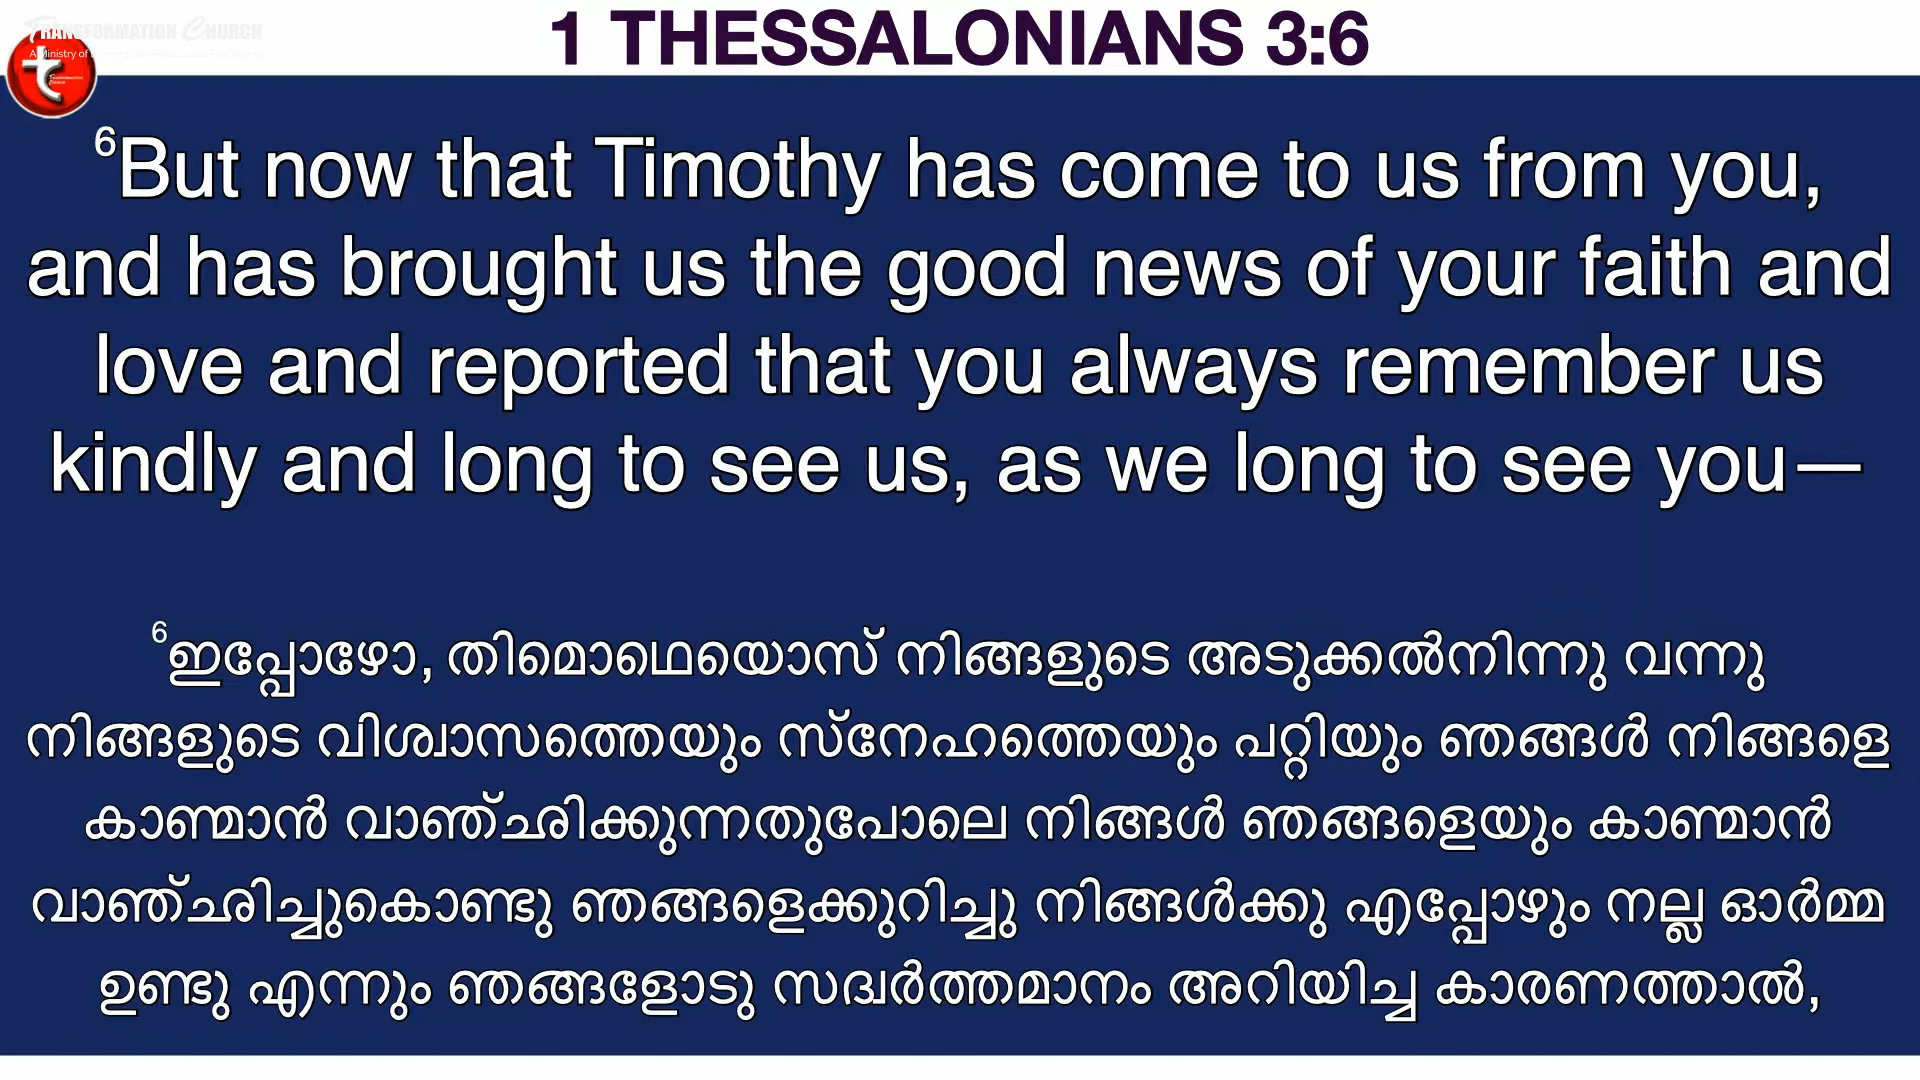 TRANSFORMATION CHURCH
A Ministry of
1 THESSALONIANS 3:6
6But now that Timothy has come to us from you,
and has brought us the good news of your faith and
love and reported that you always remember us
kindly and long to see us, as we long to see you—
6ഇപ്പോഴോ, തിമൊഥെയൊസ് നിങ്ങളുടെ അടുക്കൽനിന്നു വന്നു
നിങ്ങളുടെ വിശ്വാസത്തെയും സ്നേഹത്തെയും പറ്റിയും ഞങ്ങൾ നിങ്ങളെ
കാണ്മാൻ വാഞ്ഛിക്കുന്നതുപോലെ നിങ്ങൾ ഞങ്ങളെയും കാണ്മാൻ
വാഞ്ഛിച്ചുകൊണ്ടു ഞങ്ങളെക്കുറിച്ചു നിങ്ങൾക്കു എപ്പോഴും നല്ല ഓർമ്മ
ഉണ്ടു എന്നും ഞങ്ങളോടു സദ്വർത്തമാനം അറിയിച്ച കാരണത്താൽ,